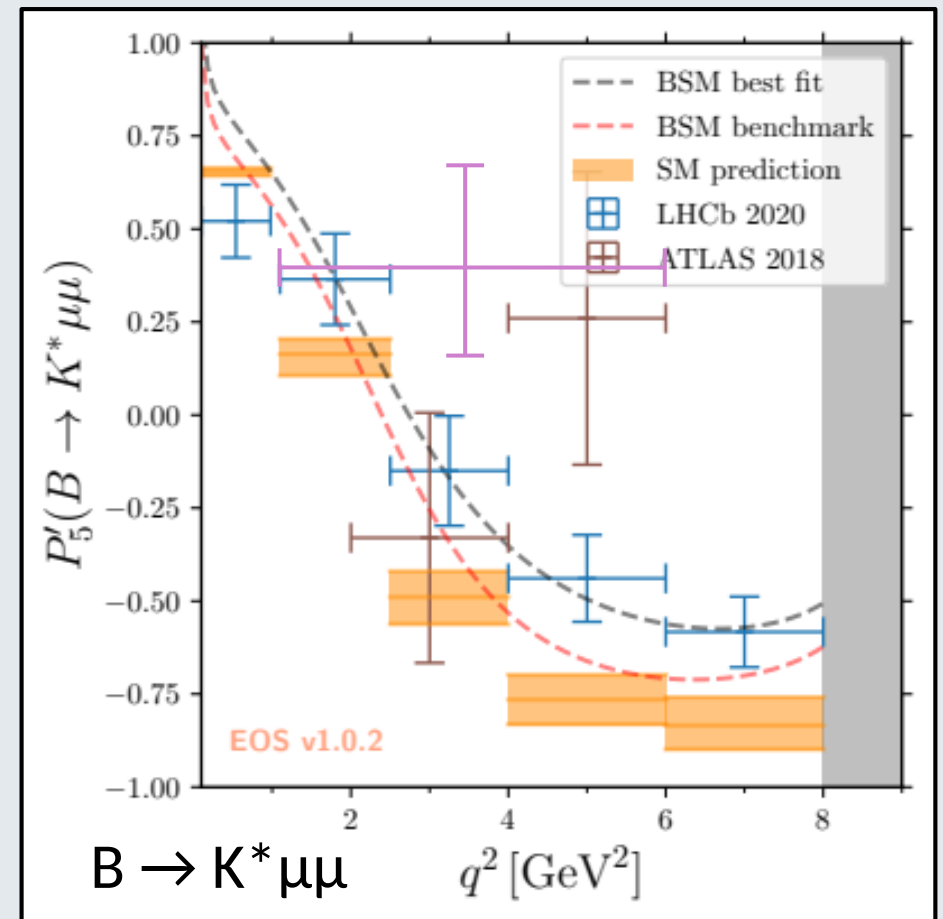 1.00
0.75
0.50
0.25
0.00
−0.25
−0.50
−0.75
−1.00
P′5(B → K*μμ)
BSM best fit
BSM benchmark
SM prediction
LHCb 2020
ATLAS 2018
EOS v1.0.2
2 4 6 8
q² [GeV²]
B → K*μμ